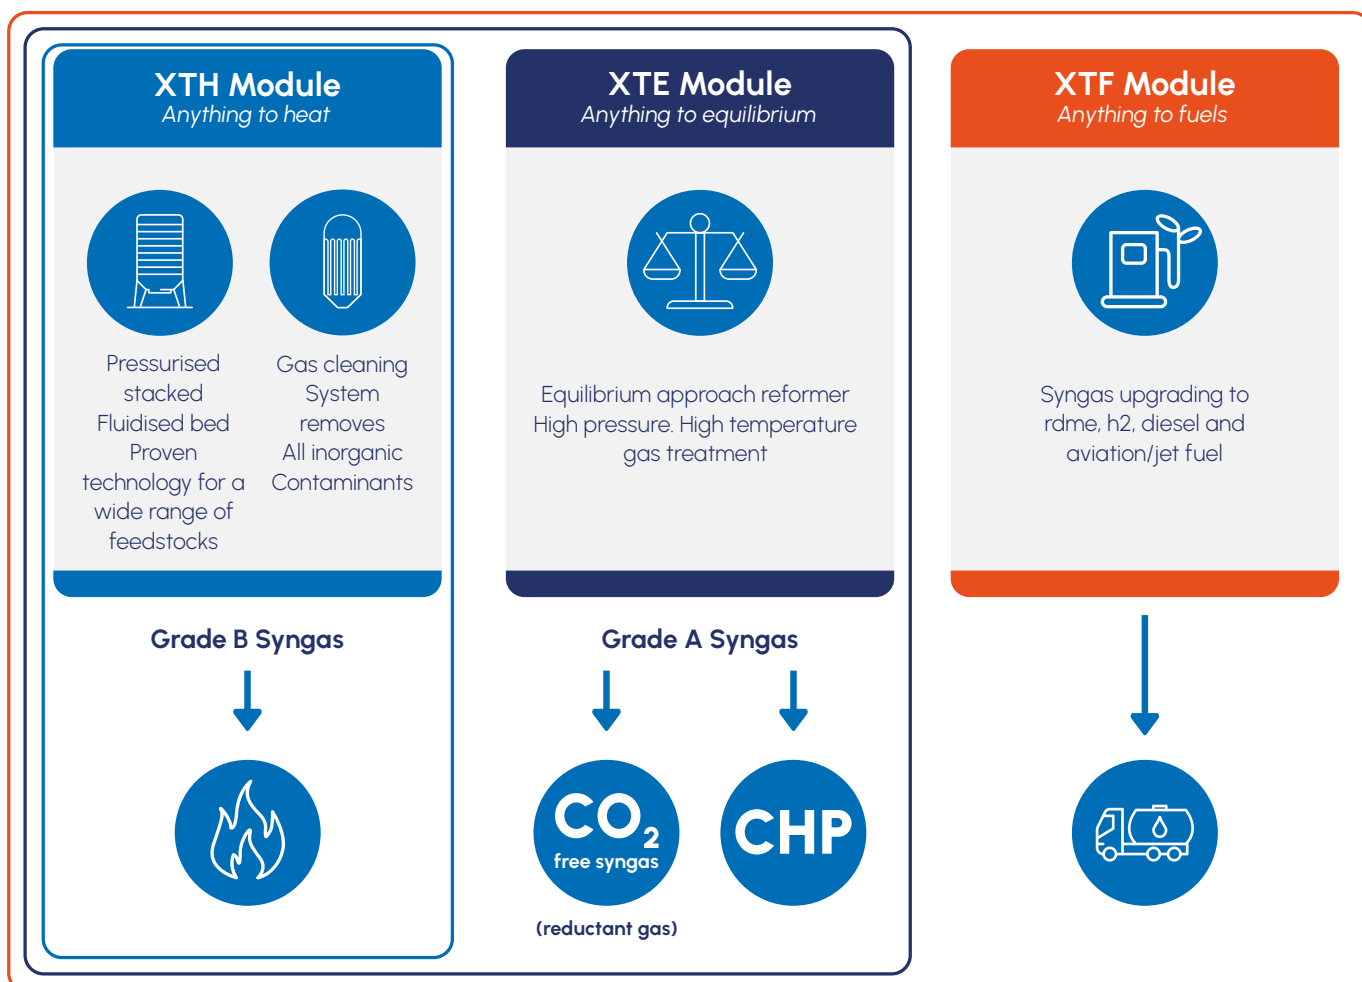 XTH Module
Anything to heat
Pressurised
stacked
Fluidised bed
Proven
technology for a
wide range of
feedstocks
Gas cleaning
System
removes
All inorganic
Contaminants
Grade B Syngas
XTE Module
Anything to equilibrium
Equilibrium approach reformer
High pressure. High temperature
gas treatment
Grade A Syngas
CO₂
free syngas
(reductant gas)
CHP
XTF Module
Anything to fuels
Syngas upgrading to
rdme, h2, diesel and
aviation/jet fuel